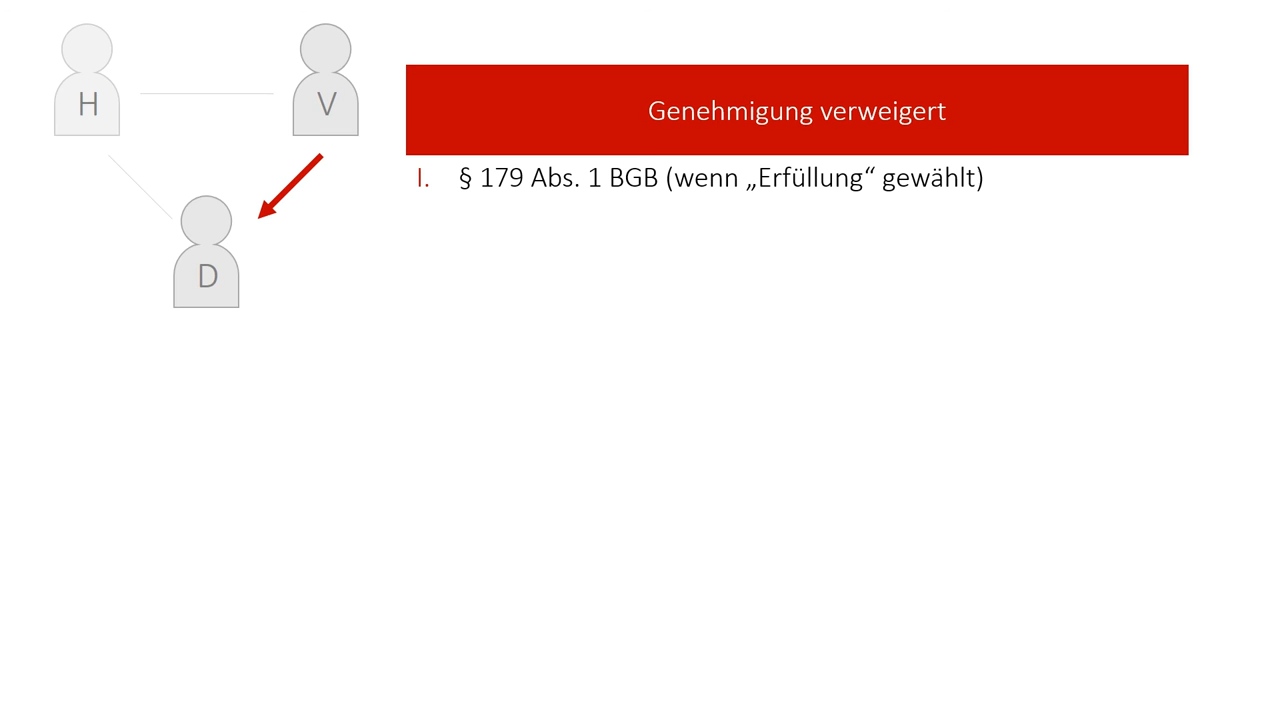 H
V
D
Genehmigung verweigert
I. § 179 Abs. 1 BGB (wenn „Erfüllung“ gewählt)